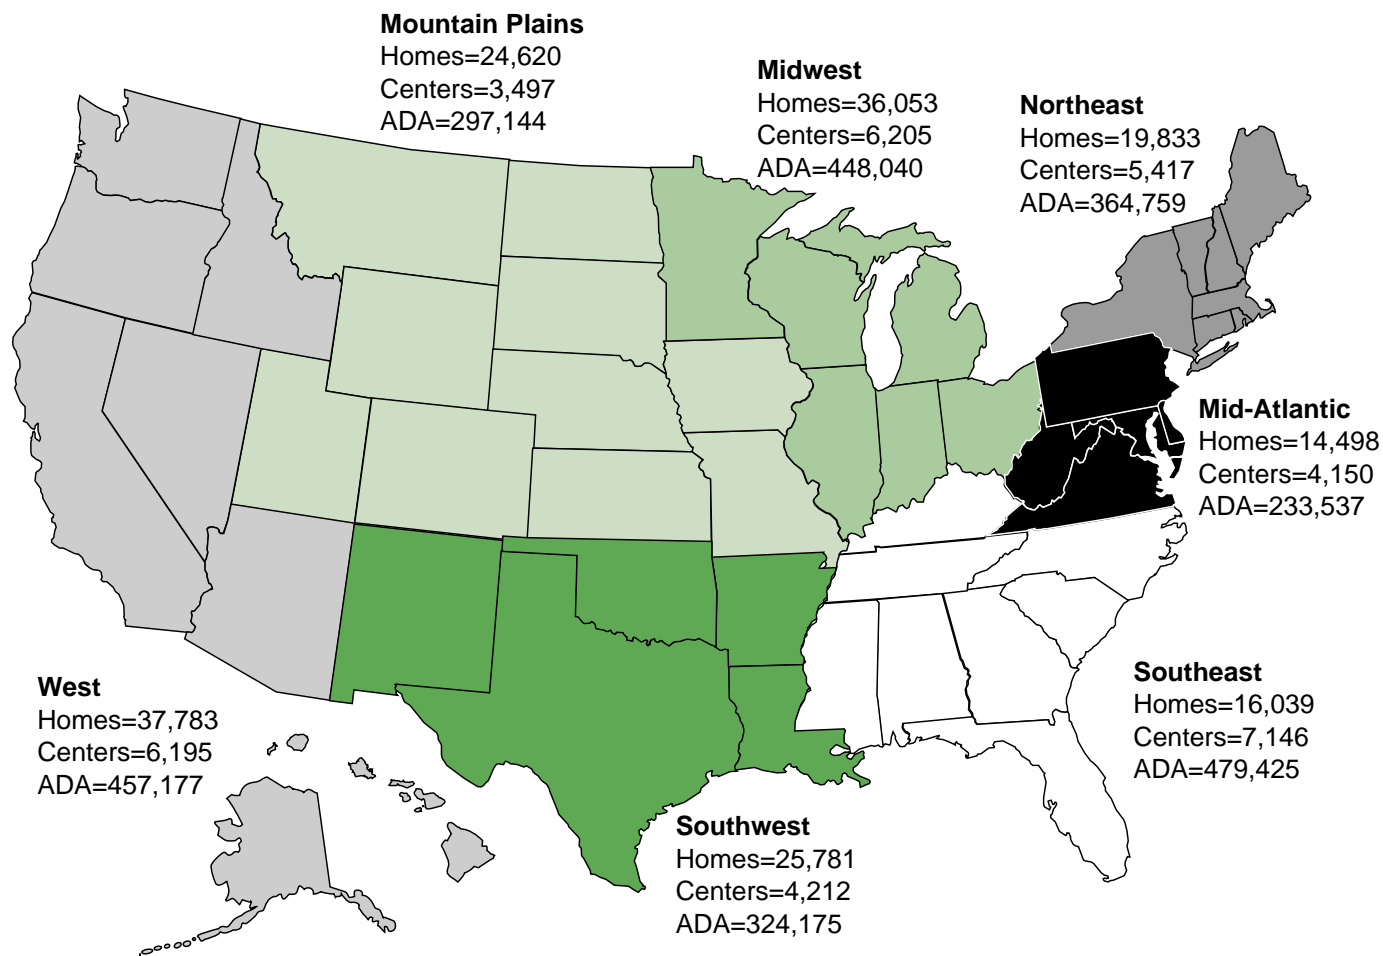 Mountain Plains
Homes=24,620
Centers=3,497
ADA=297,144
Midwest
Homes=36,053
Centers=6,205
ADA=448,040
Northeast
Homes=19,833
Centers=5,417
ADA=364,759
Mid-Atlantic
Homes=14,498
Centers=4,150
ADA=233,537
West
Homes=37,783
Centers=6,195
ADA=457,177
Southeast
Homes=16,039
Centers=7,146
ADA=479,425
Southwest
Homes=25,781
Centers=4,212
ADA=324,175